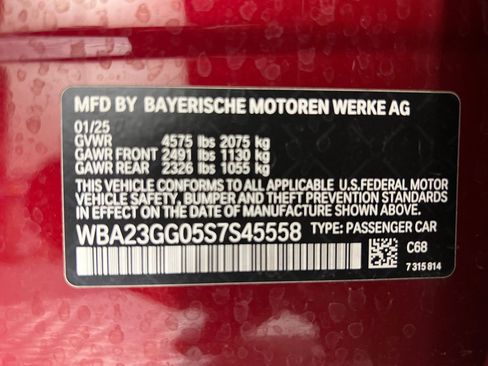 MFD BY BAYERISCHE MOTOREN WERKE AG
01/25
GVWR 4575 lbs 2075 kg
GAWR FRONT 2491 lbs 1130 kg
GAWR REAR 2326 lbs 1055 kg
THIS VEHICLE CONFORMS TO ALL APPLICABLE U.S.FEDERAL MOTOR
VEHICLE SAFETY, BUMPER AND THEFT PREVENTION STANDARDS
IN EFFECT ON THE DATE OF MANUFACTURE
SHOWN ABOVE.
WBA23GG05S7S45558 TYPE: PASSENGER CAR
C68
7 315 814